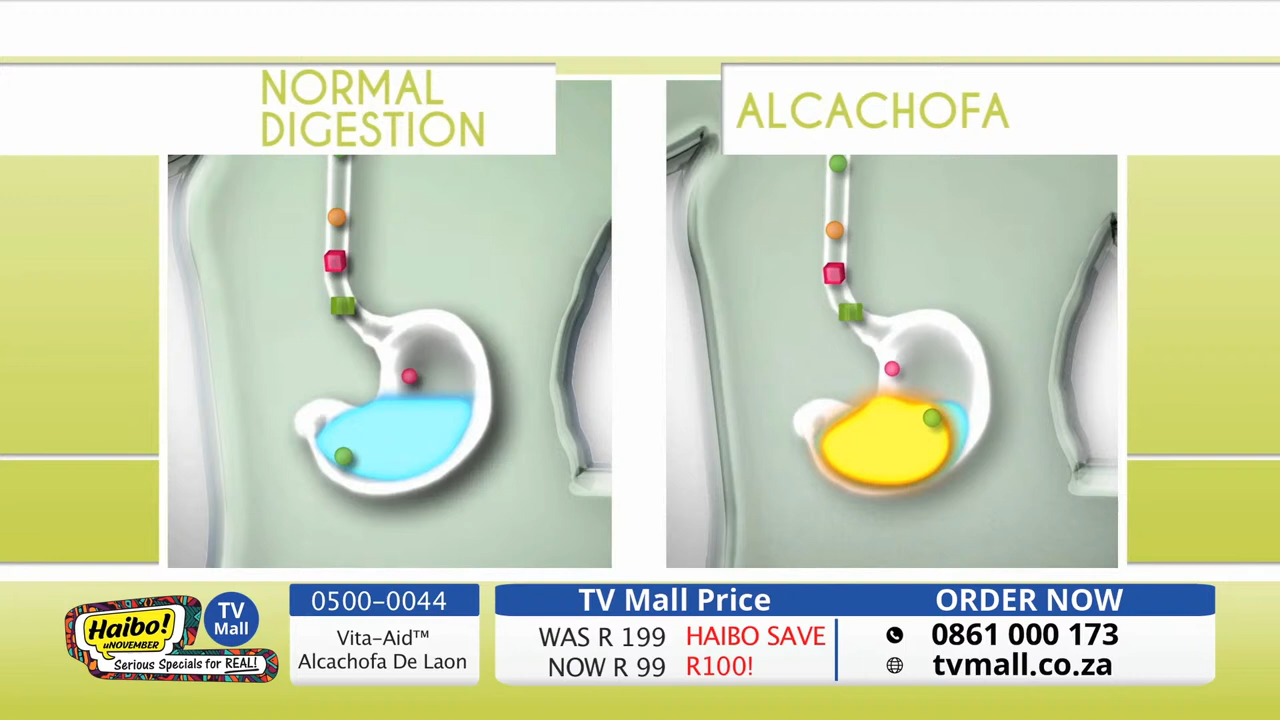 NORMAL
DIGESTION
ALCACHOFA
Haibo!
uNOVEMBER
Serious Specials for REAL!
TV
Mall
0500-0044
Vita-Aid™
Alcachofa De Laon
TV Mall Price
WAS R 199
NOW R 99
HAIBO SAVE
R100!
ORDER NOW
0861 000 173
tvmall.co.za